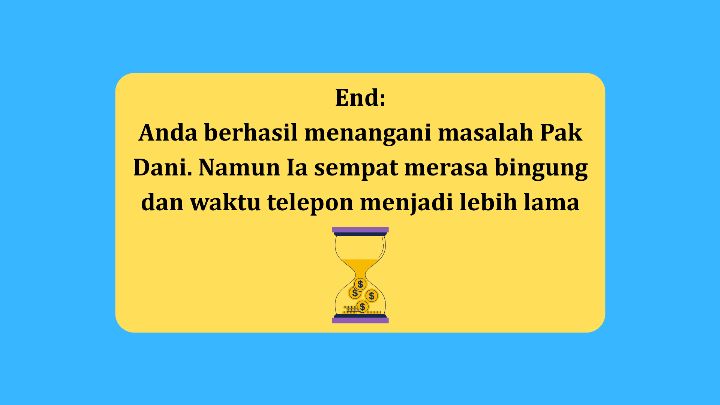 End:
Anda berhasil menangani masalah Pak
Dani. Namun Ia sempat merasa bingung
dan waktu telepon menjadi lebih lama
$
$
$
$